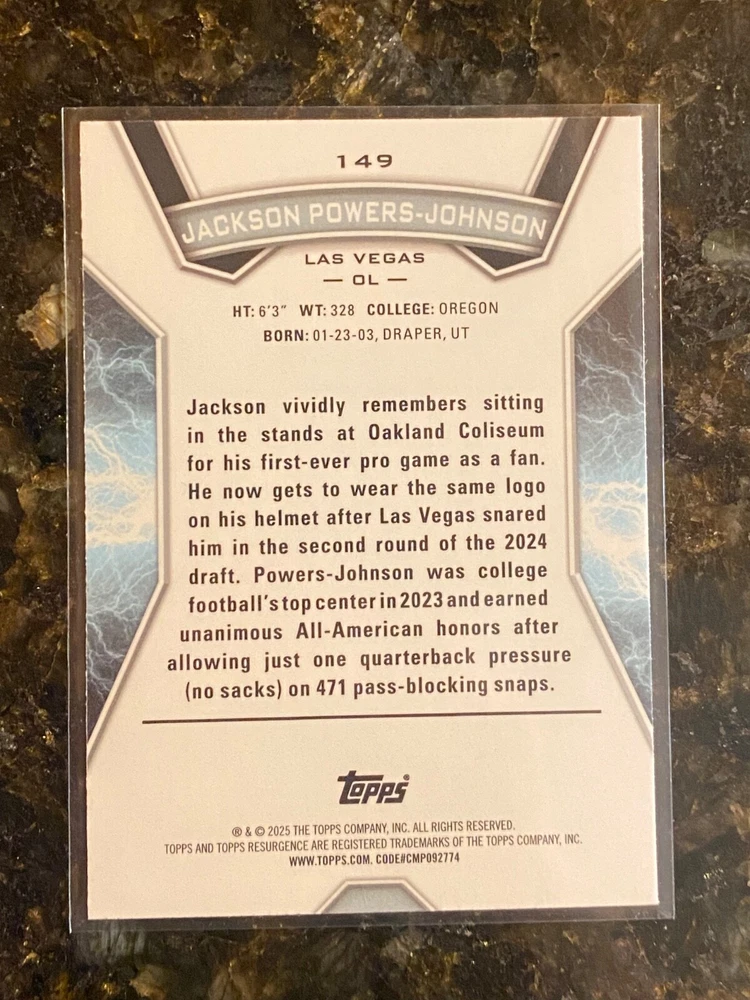 149
JACKSON POWERS-JOHNSON
LAS VEGAS
— OL —
HT: 6'3" WT: 328 COLLEGE: OREGON
BORN: 01-23-03, DRAPER, UT
Jackson vividly remembers sitting
in the stands at Oakland Coliseum
for his first-ever pro game as a fan.
He now gets to wear the same logo
on his helmet after Las Vegas snared
him in the second round of the 2024
draft. Powers-Johnson was college
football's top center in 2023 and earned
unanimous All-American honors after
allowing just one quarterback pressure
(no sacks) on 471 pass-blocking snaps.
Topps®
® & © 2025 THE TOPPS COMPANY, INC. ALL RIGHTS RESERVED.
TOPPS AND TOPPS RESURGENCE ARE REGISTERED TRADEMARKS OF THE TOPPS COMPANY, INC.
WWW.TOPPS.COM. CODE#CMP092774